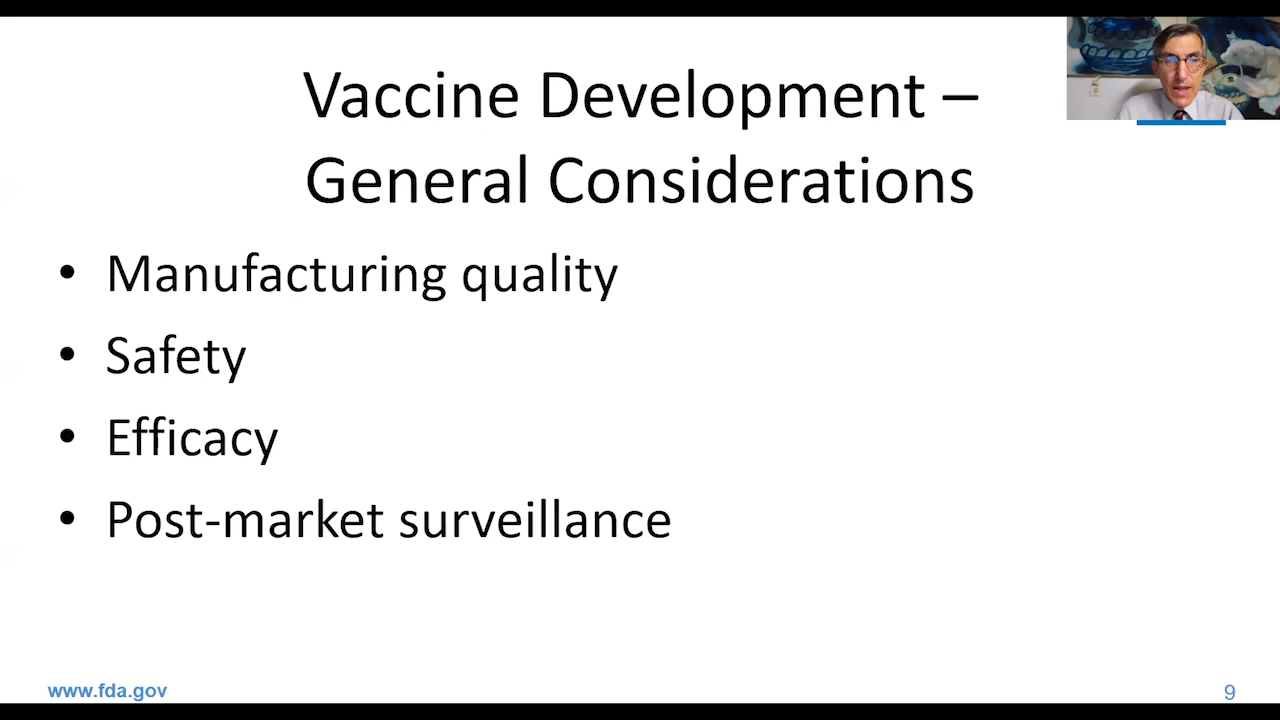 Vaccine Development –
General Considerations
• Manufacturing quality
• Safety
• Efficacy
• Post-market surveillance
www.fda.gov
9